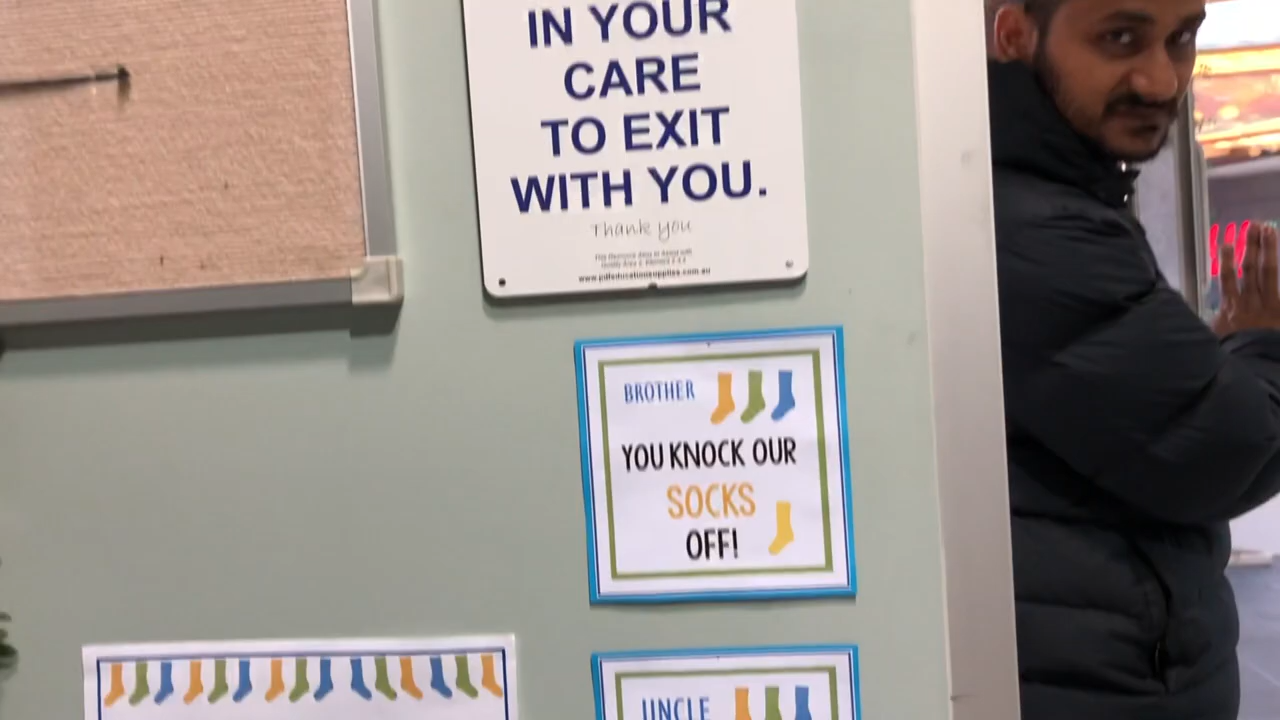 IN YOUR
CARE
TO EXIT
WITH YOU.
Thank you
www.pdfeducationsupplies.com.au
BROTHER
YOU KNOCK OUR
SOCKS
OFF!
UNCLE